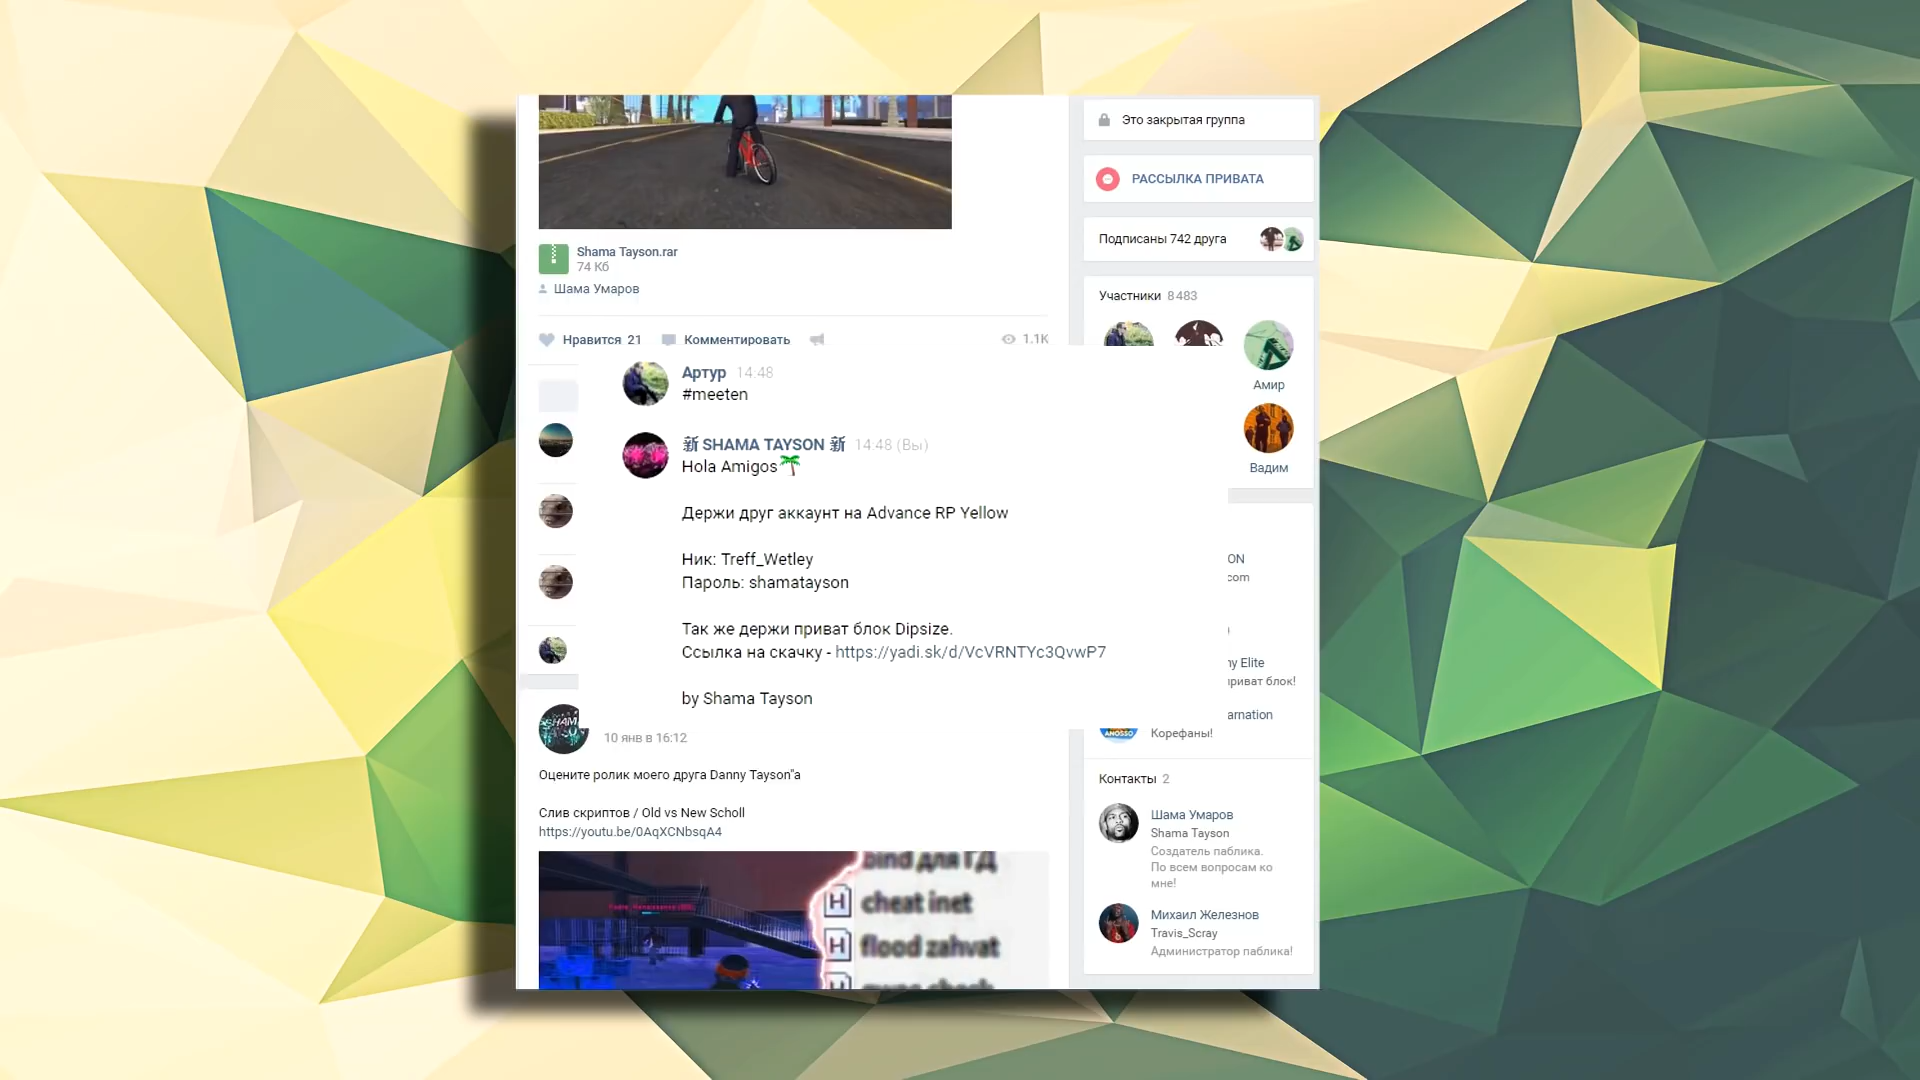 Это закрытая группа
РАССЫЛКА ПРИВАТА
Подписаны 742 друга
Участники 8 483
Амир
Вадим
Shama Tayson.rar
74 Кб
Шама Умаров
Нравится 21
Комментировать
1.1K
Артур 14:48
#meeten
新 SHAMA TAYSON 新 14:48 (Вы)
Hola Amigos🌴
Держи друг аккаунт на Advance RP Yellow
Ник: Treff_Wetley
Пароль: shamatayson
Так же держи приват блок Dipsize.
Ссылка на скачку - https://yadi.sk/d/VcVRNTYc3QvwP7
by Shama Tayson
ON
com
ny Elite
приват блок!
arnation
Корефаны!
SHAM
10 янв в 16:12
Оцените ролик моего друга Danny Tayson"a
Слив скриптов / Old vs New Scholl
https://youtu.be/0AqXCNbsqA4
bind для ГД
cheat inet
flood zahvat
Контакты 2
Шама Умаров
Shama Tayson
Создатель паблика.
По всем вопросам ко
мне!
Михаил Железнов
Travis_Scray
Администратор паблика!